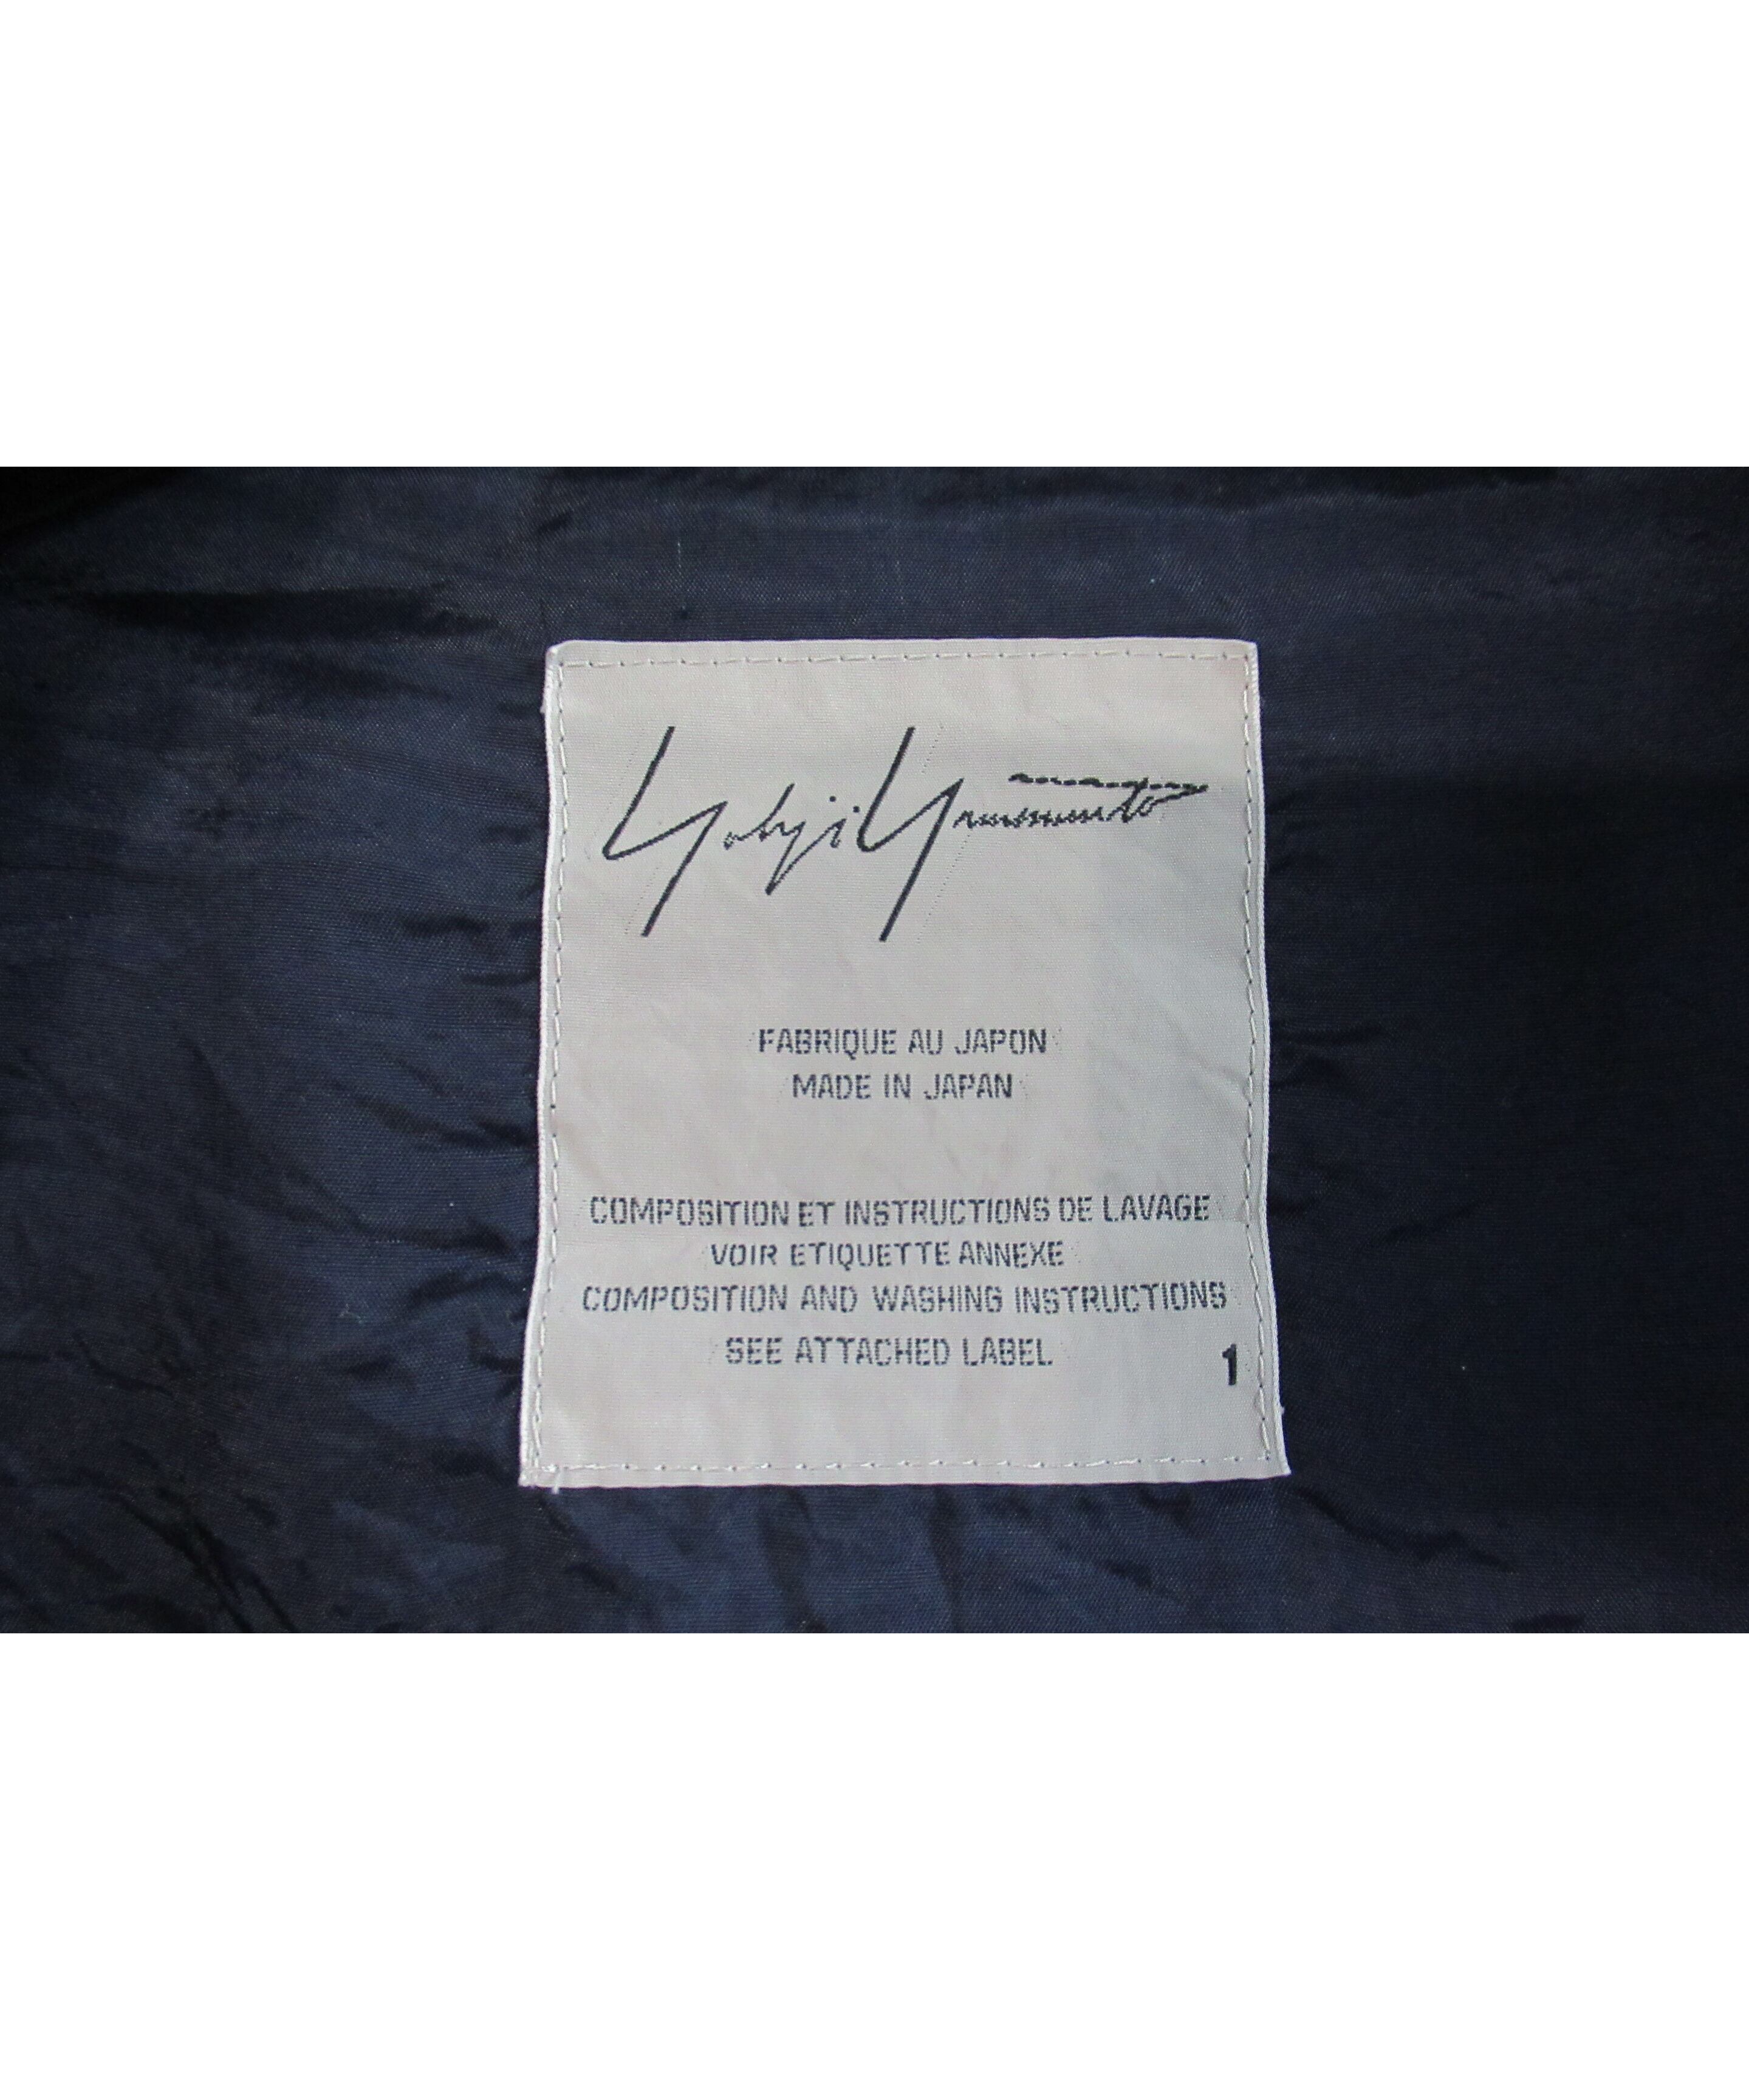 Yohji Yamamoto
FABRIQUE AU JAPON
MADE IN JAPAN
COMPOSITION ET INSTRUCTIONS DE LAVAGE
VOIR ETIQUETTE ANNEXE
COMPOSITION AND WASHING INSTRUCTIONS
SEE ATTACHED LABEL
1